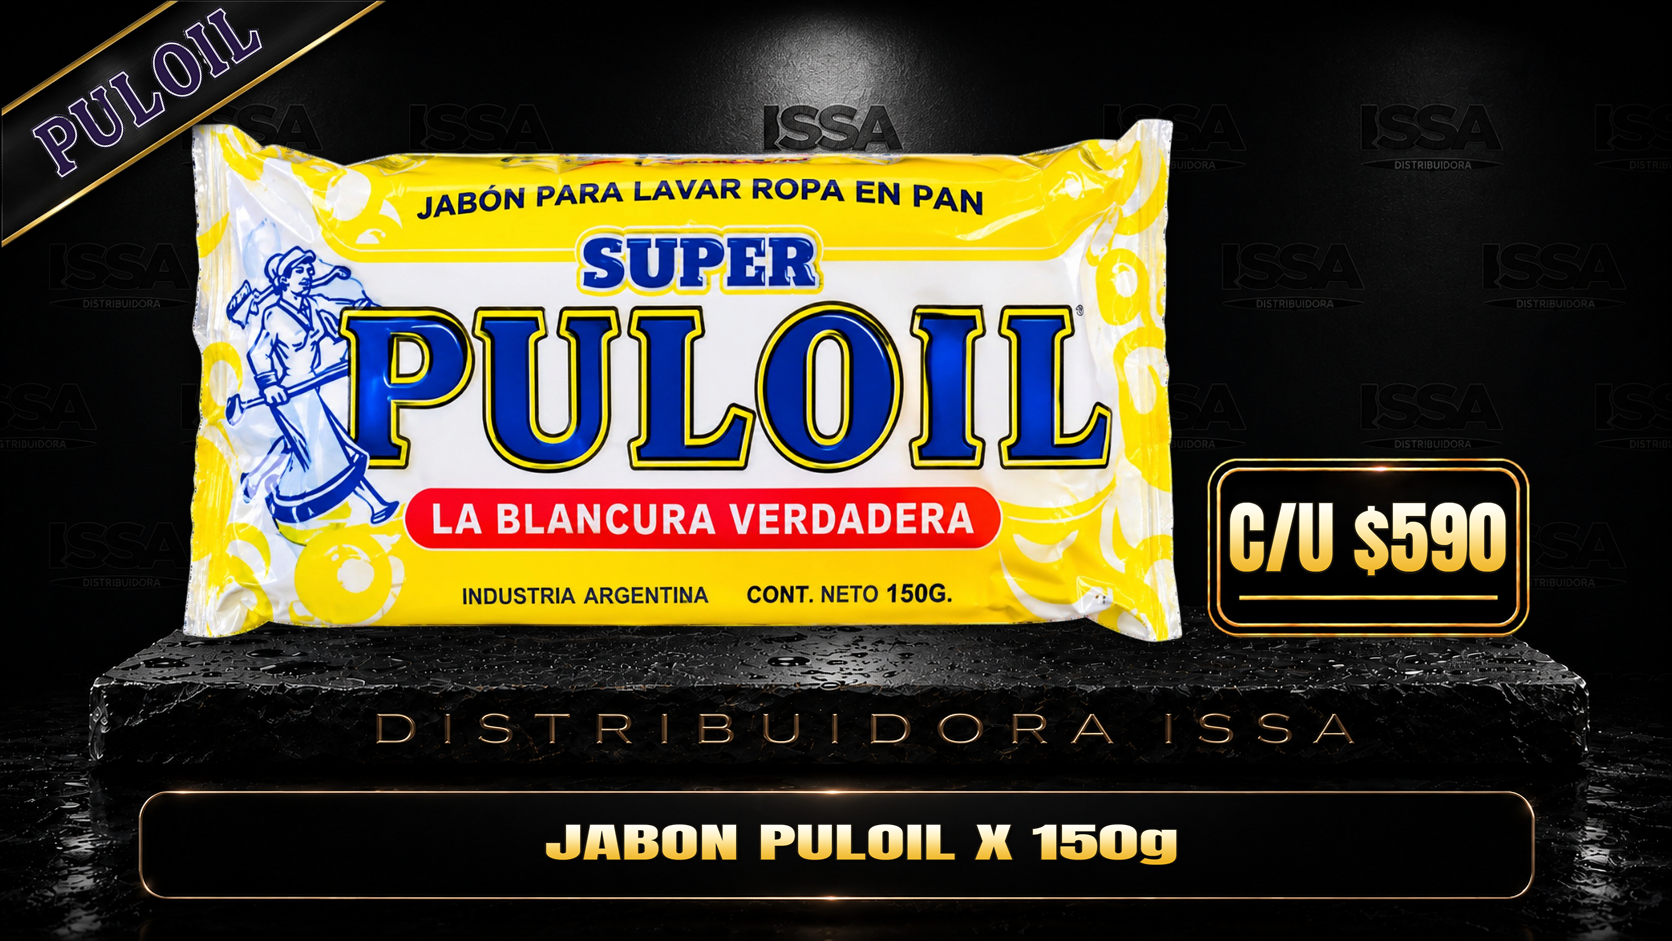 PULOIL
ISSA
DISTRIBUIDORA
JABÓN PARA LAVAR ROPA EN PAN
SUPER
PULOIL®
LA BLANCURA VERDADERA
INDUSTRIA ARGENTINA CONT. NETO 150G.
C/U $590
DISTRIBUIDORA ISSA
JABON PULOIL X 150g